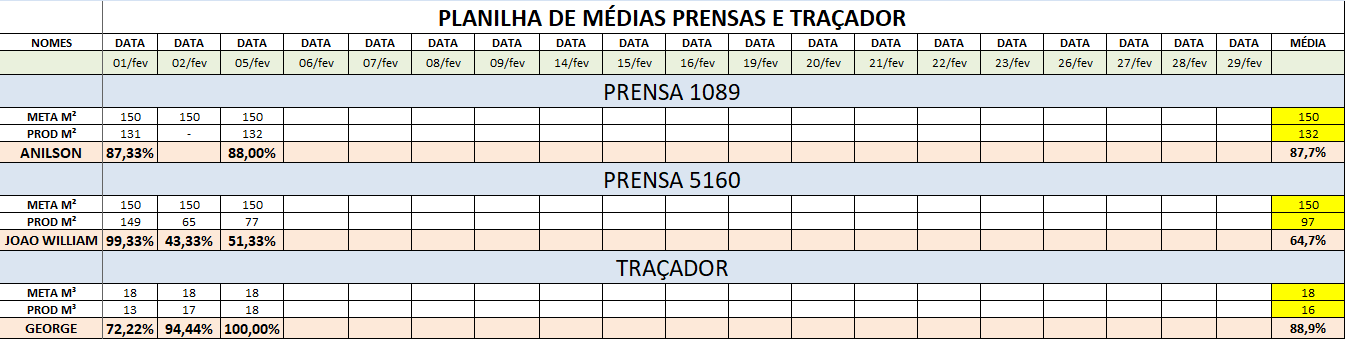 PLANILHA DE MÉDIAS PRENSAS E TRAÇADOR
NOMES DATA DATA DATA DATA DATA DATA DATA DATA DATA DATA DATA DATA DATA DATA DATA DATA DATA DATA DATA MÉDIA
01/fev 02/fev 05/fev 06/fev 07/fev 08/fev 09/fev 14/fev 15/fev 16/fev 19/fev 20/fev 21/fev 22/fev 23/fev 26/fev 27/fev 28/fev 29/fev
PRENSA 1089
META M² 150 150 150 150
PROD M² 131 - 132 132
ANILSON 87,33% 88,00% 87,7%
PRENSA 5160
META M² 150 150 150 150
PROD M² 149 65 77 97
JOAO WILLIAM 99,33% 43,33% 51,33% 64,7%
TRAÇADOR
META M³ 18 18 18 18
PROD M³ 13 17 18 16
GEORGE 72,22% 94,44% 100,00% 88,9%